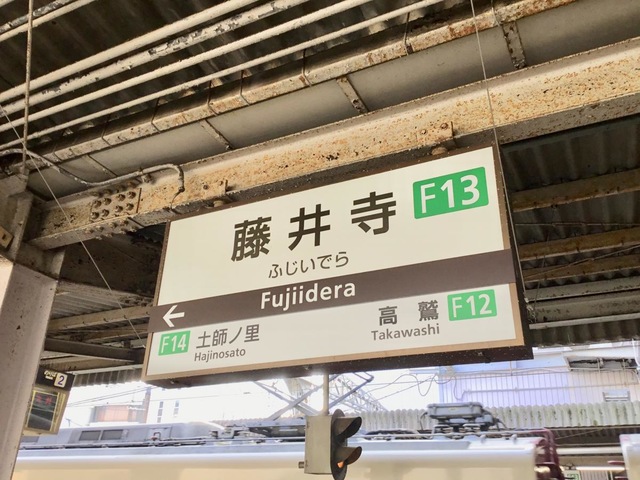 藤井寺 F13
ふじいでら
Fujiidera
←
F14 土師ノ里
Hajinosato
高鷲 F12
Takawashi
2